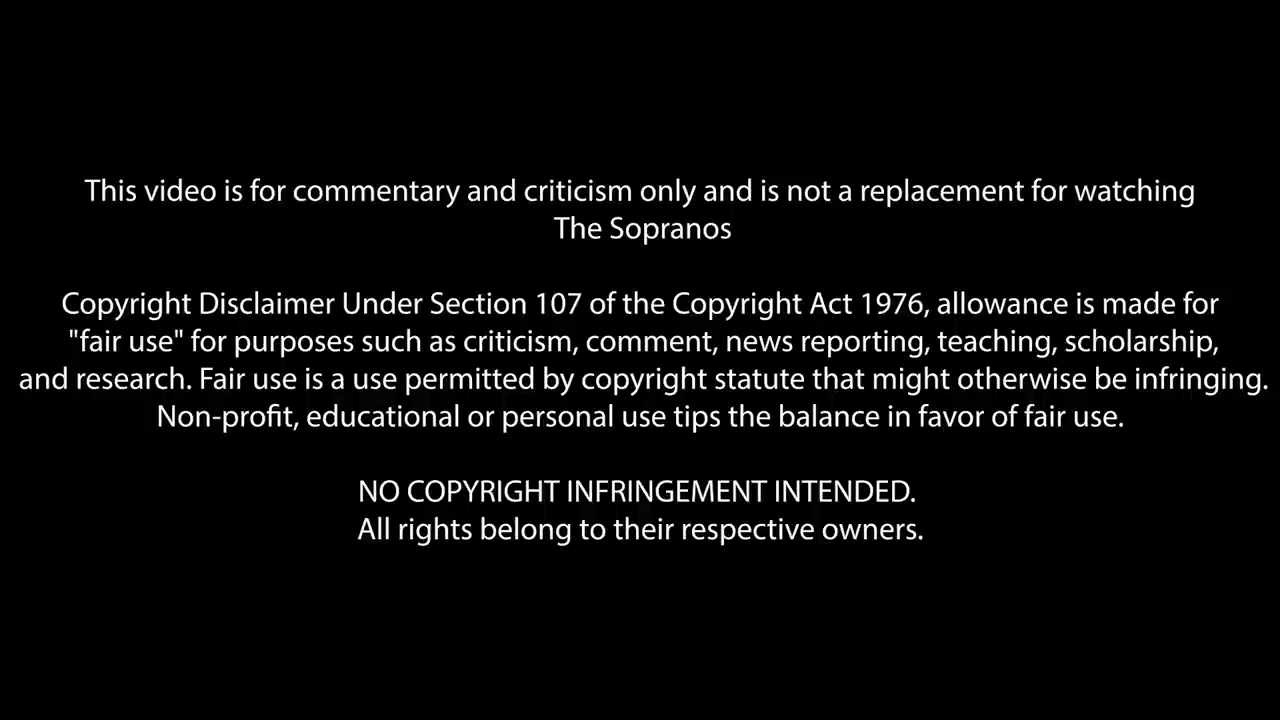 This video is for commentary and criticism only and is not a replacement for watching
The Sopranos
Copyright Disclaimer Under Section 107 of the Copyright Act 1976, allowance is made for
"fair use" for purposes such as criticism, comment, news reporting, teaching, scholarship,
and research. Fair use is a use permitted by copyright statute that might otherwise be infringing.
Non-profit, educational or personal use tips the balance in favor of fair use.
NO COPYRIGHT INFRINGEMENT INTENDED.
All rights belong to their respective owners.